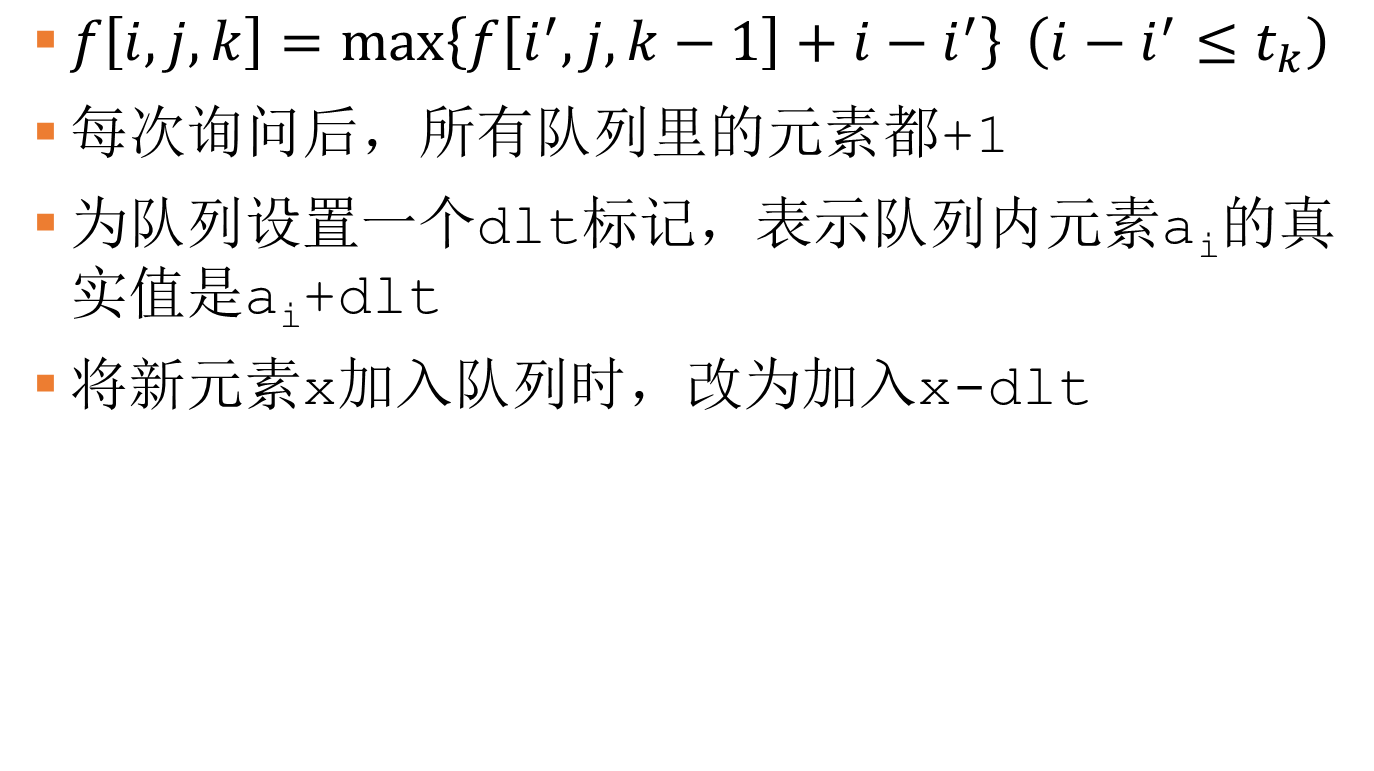 ▪ f[i, j, k] = max{f[i′, j, k − 1] + i − i′} (i − i′ ≤ tₖ)
▪ 每次询问后，所有队列里的元素都+1
▪ 为队列设置一个dlt标记，表示队列内元素aᵢ的真
实值是aᵢ+dlt
▪ 将新元素x加入队列时，改为加入x-dlt